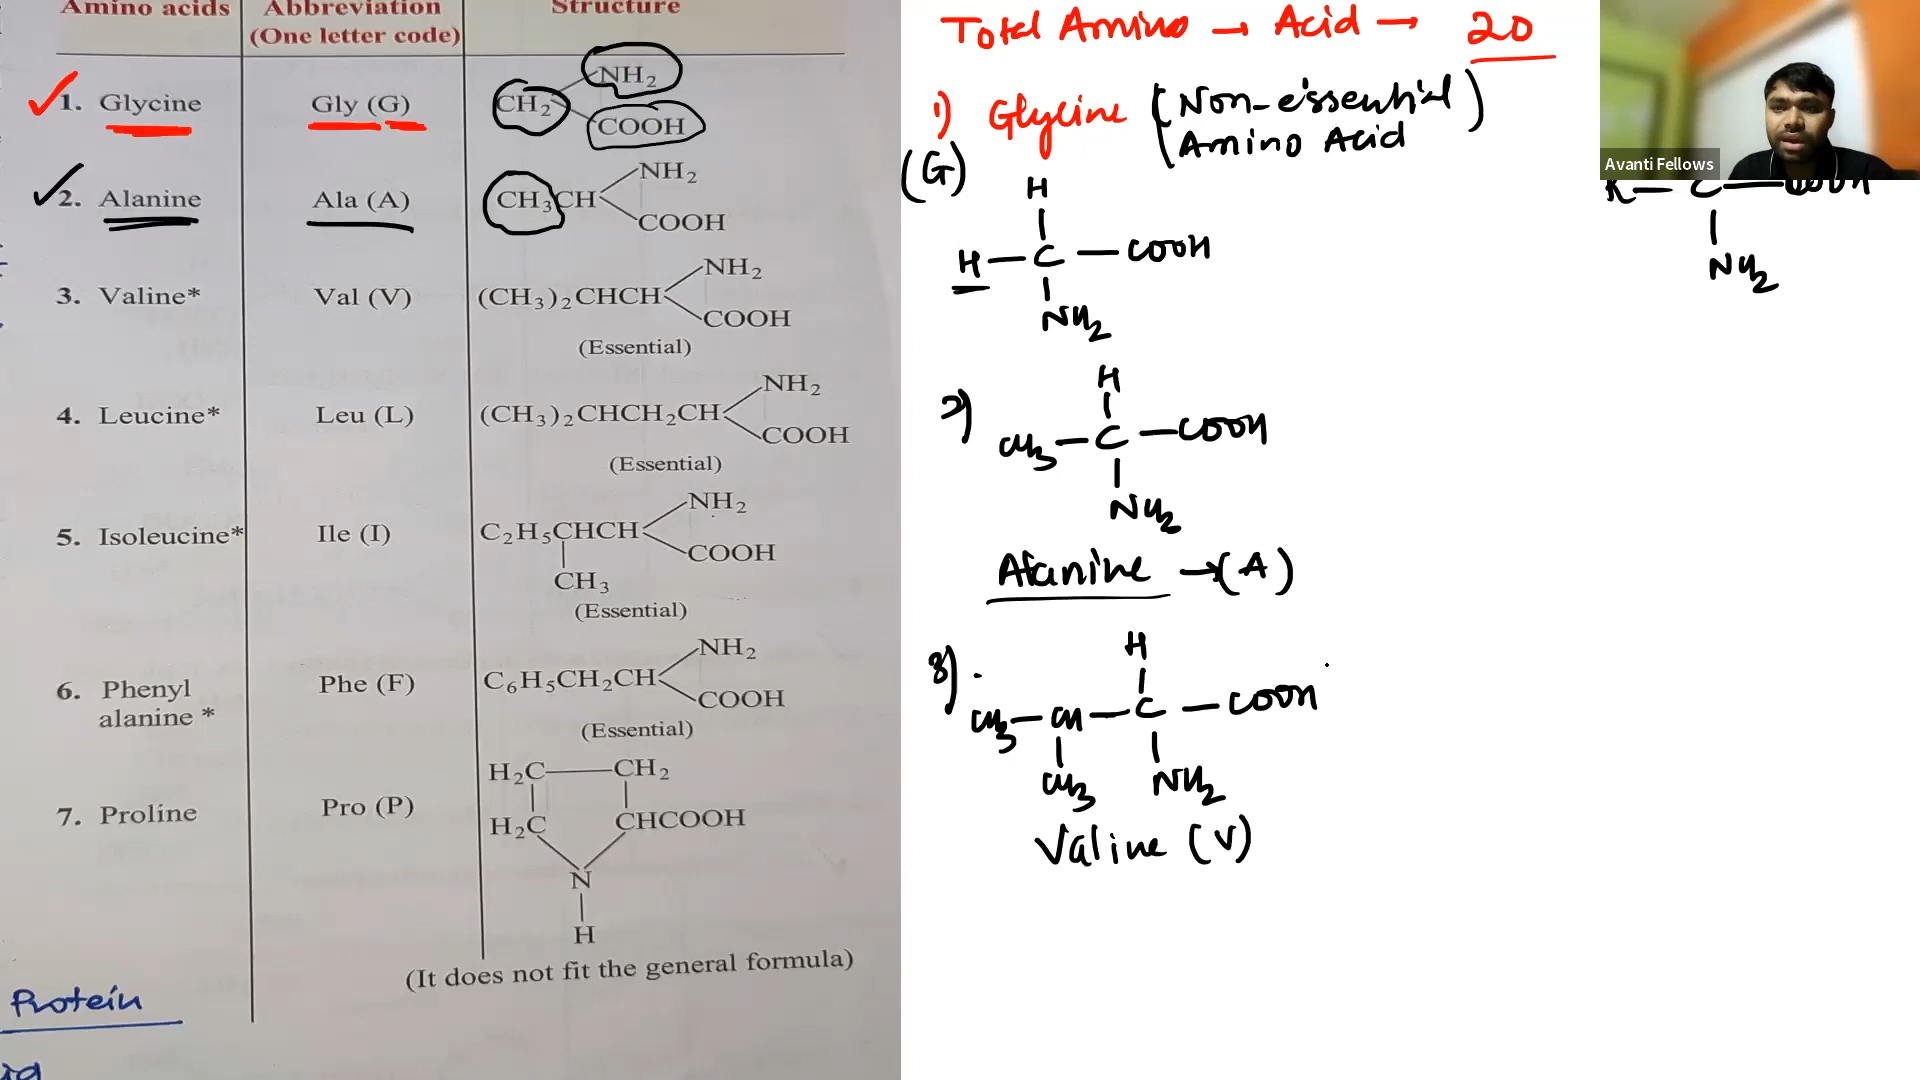 Amino acids Abbreviation (One letter code) Structure
1. Glycine Gly (G) CH2 NH2 COOH
2. Alanine Ala (A) CH3CH NH2 COOH
3. Valine* Val (V) (CH3)2CHCH NH2 COOH
(Essential)
4. Leucine* Leu (L) (CH3)2CHCH2CH NH2 COOH
(Essential)
5. Isoleucine* Ile (I) C2H5CHCH NH2 COOH
CH3
(Essential)
6. Phenyl alanine * Phe (F) C6H5CH2CH NH2 COOH
(Essential)
7. Proline Pro (P) H2C CH2
H2C CHCOOH
N
H
(It does not fit the general formula)
Protein
Total Amino → Acid → 20
1) Glycine (Non-essential)
(Amino Acid
(G)
H
H — C — COOH
NH2
2)
H
CH3 — C — COOH
NH2
Alanine → (A)
3)
H
CH3 — CH — C — COOH
CH3 NH2
Valine (V)
Avanti Fellows
R — C — COOH
NH2